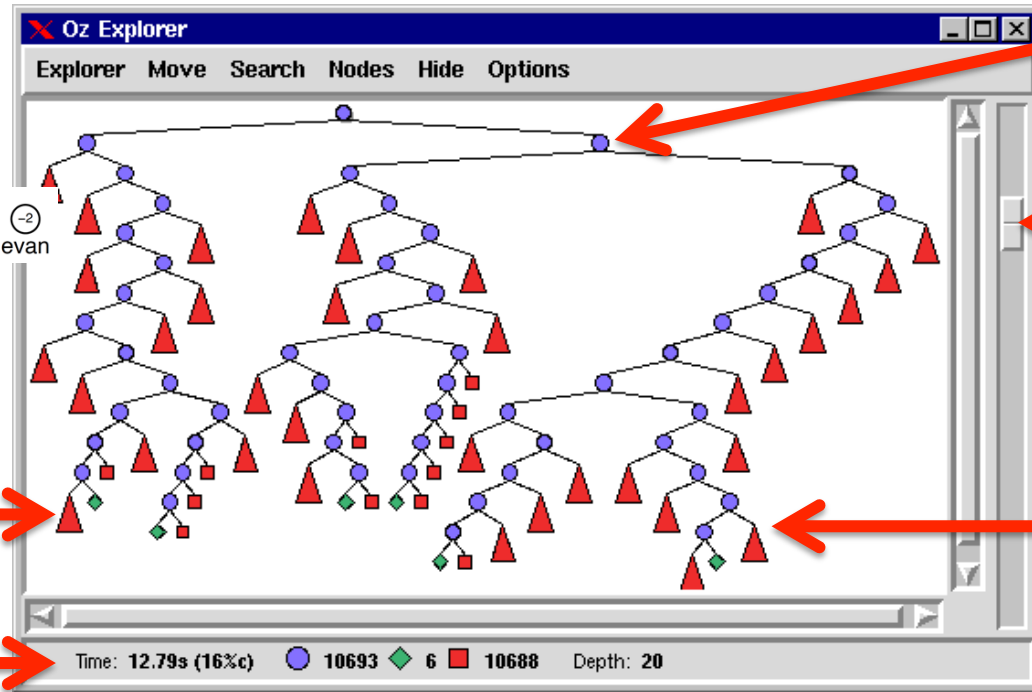 Oz Explorer
Explorer Move Search Nodes Hide Options
-2
evan
Time: 12.79s (16%c) 10693 6 10688 Depth: 20